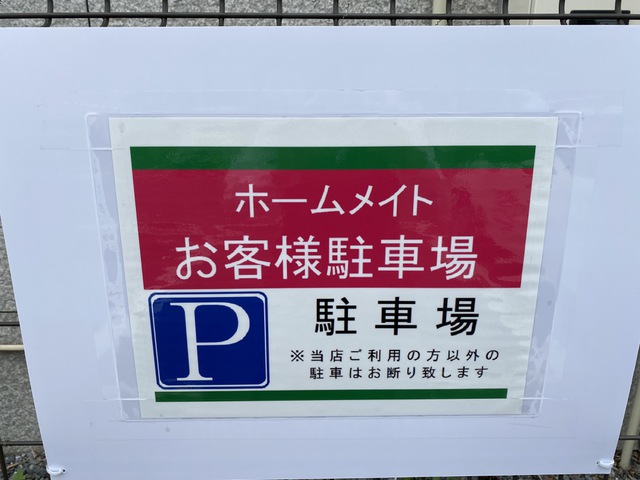 ホームメイト
お客様駐車場
P
駐車場
※当店ご利用の方以外の
駐車はお断り致します